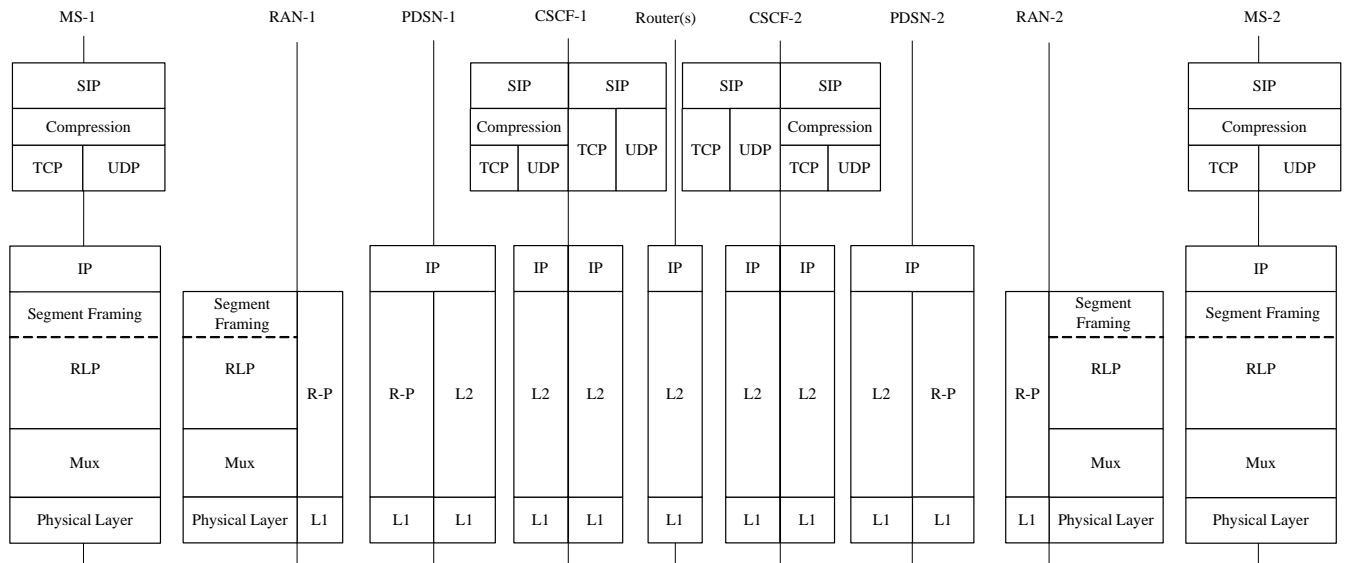 MS-1
RAN-1
PDSN-1
CSCF-1
Router(s)
CSCF-2
PDSN-2
RAN-2
MS-2
SIP
SIP
SIP
SIP
SIP
SIP
Compression
Compression
Compression
Compression
TCP
UDP
TCP
UDP
TCP
UDP
TCP
UDP
TCP
UDP
TCP
UDP
IP
IP
IP
IP
IP
IP
IP
IP
IP
Segment Framing
Segment
Framing
Segment
Framing
Segment Framing
RLP
RLP
RLP
RLP
R-P
R-P
L2
L2
L2
L2
L2
L2
L2
R-P
R-P
Mux
Mux
Mux
Mux
Physical Layer
Physical Layer
L1
L1
L1
L1
L1
L1
L1
L1
L1
L1
L1
Physical Layer
Physical Layer